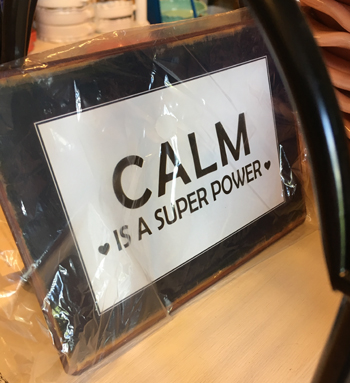 CALM
♥ IS A SUPER POWER ♥